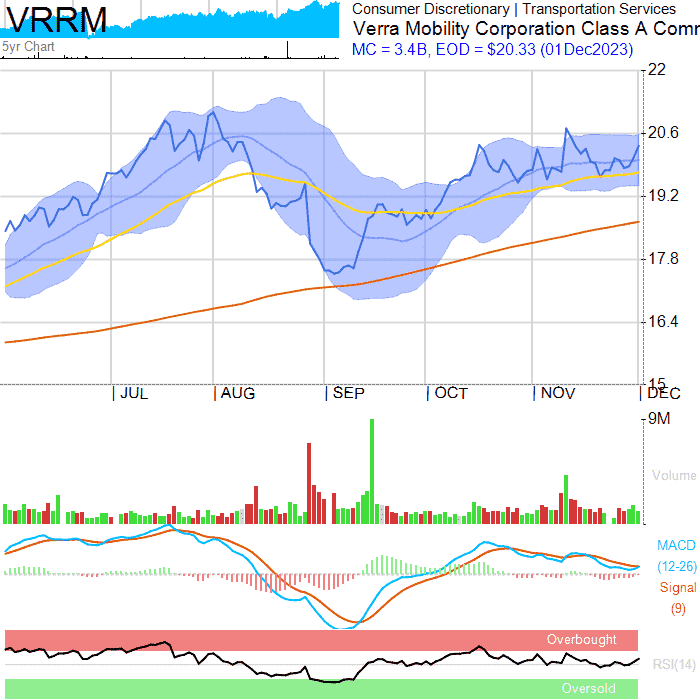 VRRM
Consumer Discretionary | Transportation Services
Verra Mobility Corporation Class A Comm
MC = 3.4B, EOD = $20.33 (01Dec2023)
5yr Chart
22
20.6
19.2
17.8
16.4
15
JUL
AUG
SEP
OCT
NOV
DEC
9M
Volume
MACD
(12-26)
Signal
(9)
Overbought
RSI(14)
Oversold